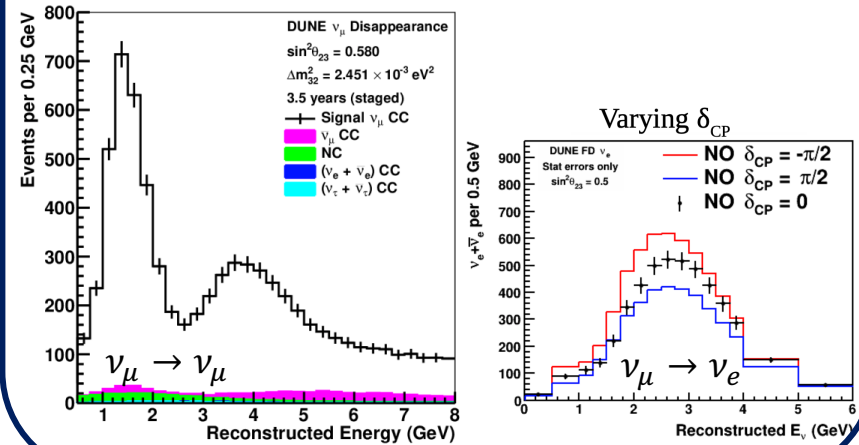 Events per 0.25 GeV
800
700
600
500
400
300
200
100
0
DUNE νμ Disappearance
sin²θ23 = 0.580
Δm²32 = 2.451 × 10⁻³ eV²
3.5 years (staged)
Signal νμ CC
ν̄μ CC
NC
(νe + ν̄e) CC
(ντ + ν̄τ) CC
νμ → νμ
1 2 3 4 5 6 7 8
Reconstructed Energy (GeV)
Varying δCP
νe+ν̄e per 0.5 GeV
900
800
700
600
500
400
300
200
100
0
DUNE FD νe
Stat errors only
sin²θ23 = 0.5
NO δCP = -π/2
NO δCP = π/2
NO δCP = 0
νμ → νe
0 1 2 3 4 5 6
Reconstructed Eν (GeV)